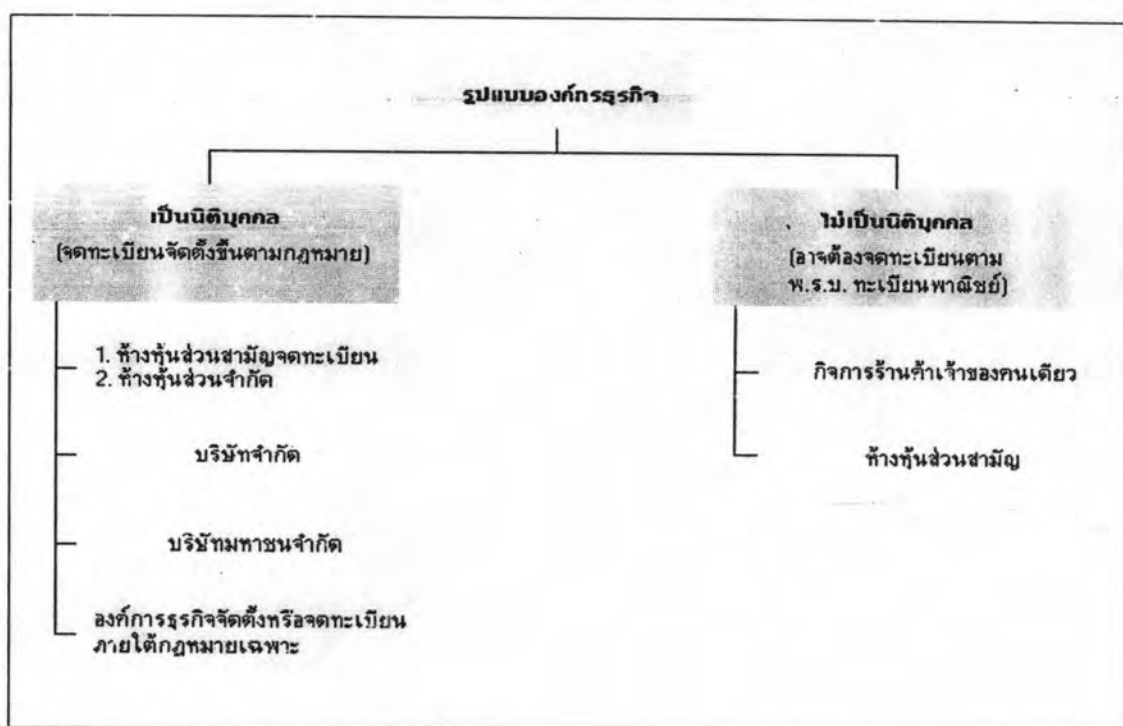 รูปแบบองค์กรธุรกิจ
เป็นนิติบุคคล
(จดทะเบียนจัดตั้งขึ้นตามกฎหมาย)
1. ห้างหุ้นส่วนสามัญจดทะเบียน
2. ห้างหุ้นส่วนจำกัด
บริษัทจำกัด
บริษัทมหาชนจำกัด
องค์การธุรกิจจัดตั้งหรือจดทะเบียน
ภายใต้กฎหมายเฉพาะ
ไม่เป็นนิติบุคคล
(อาจต้องจดทะเบียนตาม
พ.ร.บ. ทะเบียนพาณิชย์)
กิจการร้านค้าเจ้าของคนเดียว
ห้างหุ้นส่วนสามัญ